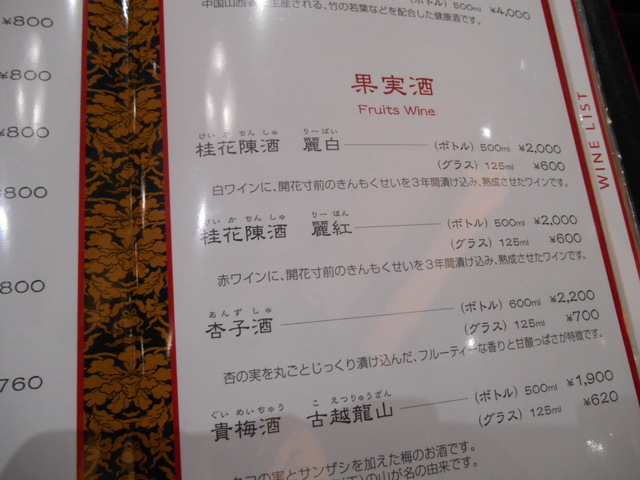 ¥800
¥800
¥800
¥800
¥800
¥760
中国山西省 生産される、竹の若葉などを配合した健康酒です。
(ボトル) 500ml ¥4,000
果実酒
Fruits Wine
けいかちんしゅ りーぱい
桂花陳酒 麗白 (ボトル) 500ml ¥2,000
(グラス) 125ml ¥600
白ワインに、開花寸前のきんもくせいを3年間漬け込み、熟成させたワインです。
けいかちんしゅ りーほん
桂花陳酒 麗紅 (ボトル) 500ml ¥2,000
(グラス) 125ml ¥600
赤ワインに、開花寸前のきんもくせいを3年間漬け込み、熟成させたワインです。
あんずしゅ
杏子酒 (ボトル) 600ml ¥2,200
(グラス) 125ml ¥700
杏の実を丸ごとじっくり漬け込んだ、フルーティーな香りと甘酸っぱさが特徴です。
ぐいめいちゅう こえつりゅうざん
貴梅酒 古越龍山 (ボトル) 500ml ¥1,900
(グラス) 125ml ¥620
の実とサンザシを加えた梅のお酒です。
の山が名の由来です。
WINE LIST